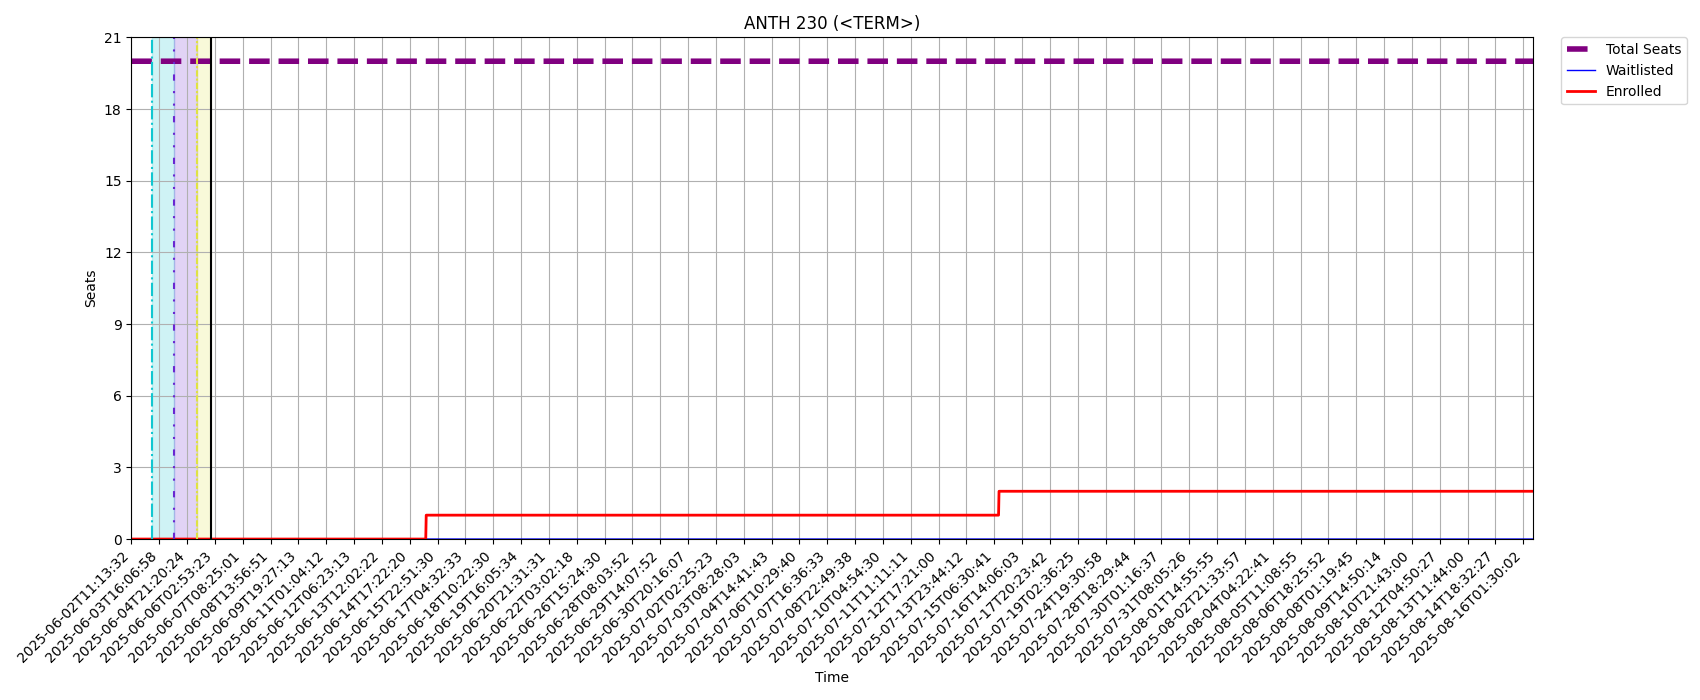 ANTH 230 (<TERM>)
Total Seats
Waitlisted
Enrolled
Seats
21
18
15
12
9
6
3
0
2025-06-02T11:13:32
2025-06-03T16:06:58
2025-06-04T21:20:24
2025-06-06T02:53:23
2025-06-07T08:25:01
2025-06-08T13:56:51
2025-06-09T19:27:13
2025-06-11T01:04:12
2025-06-12T06:23:13
2025-06-13T12:02:22
2025-06-14T17:22:20
2025-06-15T22:51:30
2025-06-17T04:32:33
2025-06-18T10:22:30
2025-06-19T16:05:34
2025-06-20T21:31:31
2025-06-22T03:02:18
2025-06-26T15:24:30
2025-06-28T08:03:52
2025-06-29T14:07:52
2025-06-30T20:16:07
2025-07-02T02:25:23
2025-07-03T08:28:03
2025-07-04T14:41:43
2025-07-06T10:29:40
2025-07-07T16:36:33
2025-07-08T22:49:38
2025-07-10T04:54:30
2025-07-11T11:11:11
2025-07-12T17:21:00
2025-07-13T23:44:12
2025-07-15T06:30:41
2025-07-16T14:06:03
2025-07-17T20:23:42
2025-07-19T02:36:25
2025-07-24T19:30:58
2025-07-28T18:29:44
2025-07-30T01:16:37
2025-07-31T08:05:26
2025-08-01T14:55:55
2025-08-02T21:33:57
2025-08-04T04:22:41
2025-08-05T11:08:55
2025-08-06T18:25:52
2025-08-08T01:19:45
2025-08-09T14:50:14
2025-08-10T21:43:00
2025-08-12T04:50:27
2025-08-13T11:44:00
2025-08-14T18:32:27
2025-08-16T01:30:02
Time